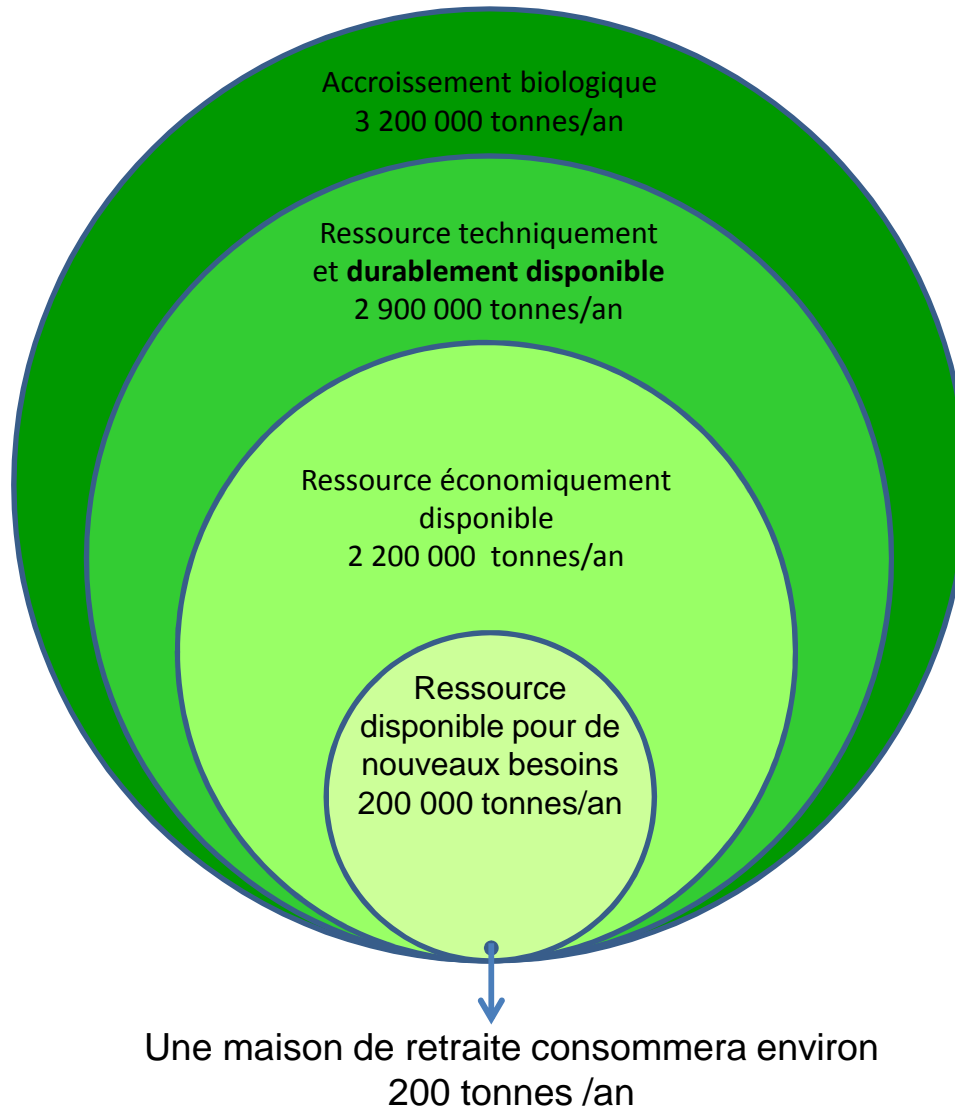 Accroissement biologique
3 200 000 tonnes/an
Ressource techniquement
et durablement disponible
2 900 000 tonnes/an
Ressource économiquement
disponible
2 200 000 tonnes/an
Ressource
disponible pour de
nouveaux besoins
200 000 tonnes/an
Une maison de retraite consommera environ
200 tonnes /an